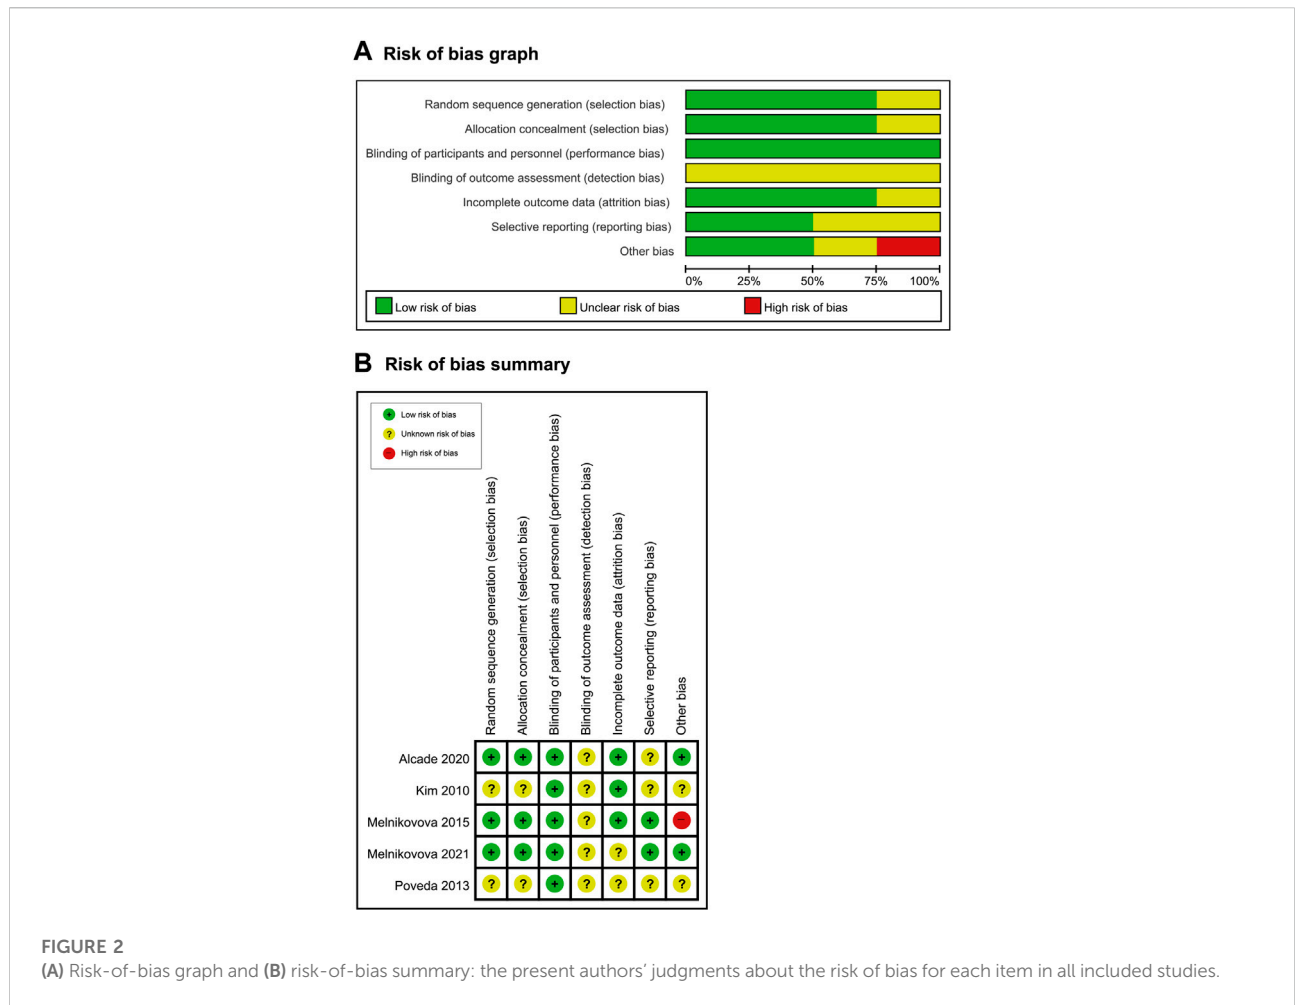 A Risk of bias graph
Random sequence generation (selection bias)
Allocation concealment (selection bias)
Blinding of participants and personnel (performance bias)
Blinding of outcome assessment (detection bias)
Incomplete outcome data (attrition bias)
Selective reporting (reporting bias)
Other bias
0% 25% 50% 75% 100%
Low risk of bias Unclear risk of bias High risk of bias
B Risk of bias summary
+ Low risk of bias
? Unknown risk of bias
− High risk of bias
Random sequence generation (selection bias)
Allocation concealment (selection bias)
Blinding of participants and personnel (performance bias)
Blinding of outcome assessment (detection bias)
Incomplete outcome data (attrition bias)
Selective reporting (reporting bias)
Other bias
Alcade 2020 + + + ? + ? +
Kim 2010 ? ? + ? + ? ?
Melnikovova 2015 + + + ? + + −
Melnikovova 2021 + + + ? ? + +
Poveda 2013 ? ? + ? ? ? ?
FIGURE 2
(A) Risk-of-bias graph and (B) risk-of-bias summary: the present authors' judgments about the risk of bias for each item in all included studies.